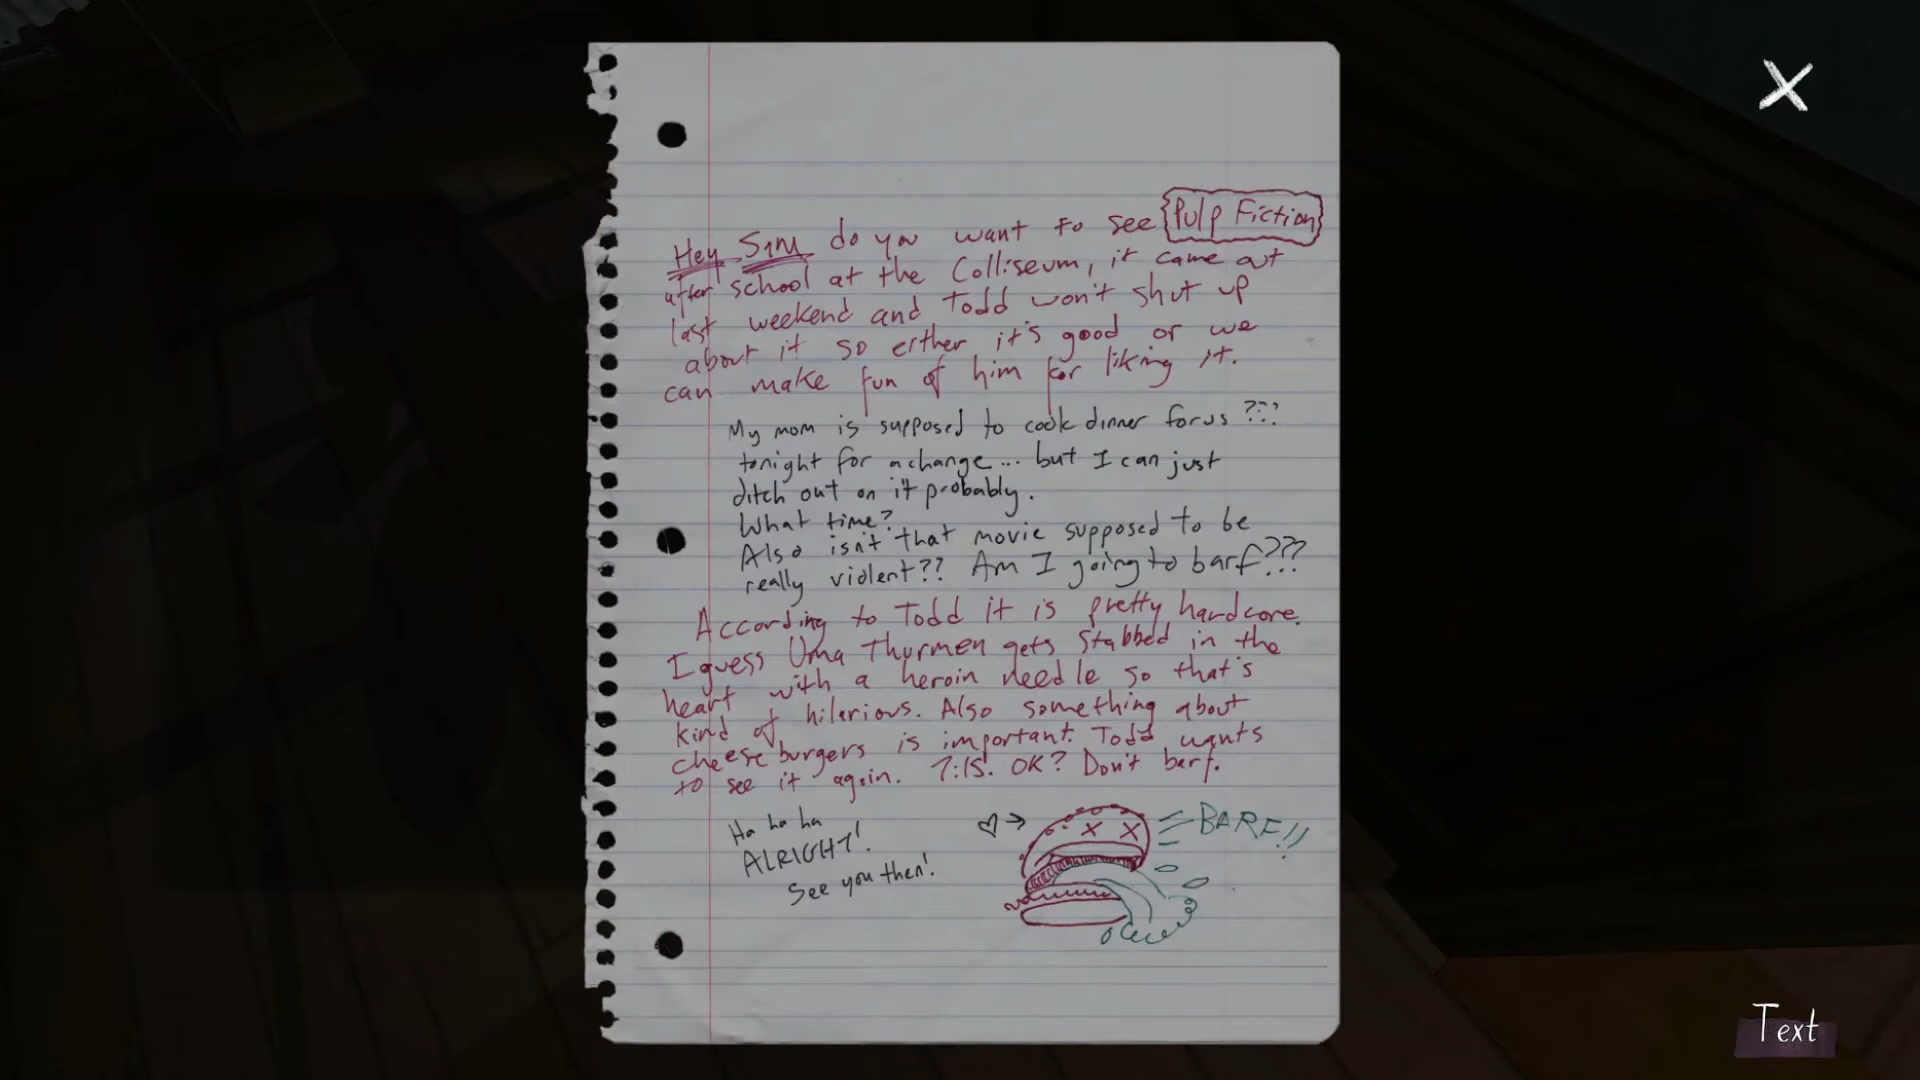 Hey SAM do you want to see Pulp Fiction
after school at the Colliseum, it came out
last weekend and Todd won't shut up
about it so either it's good or we
can make fun of him for liking it.
My mom is supposed to cook dinner for us ???
tonight for a change... but I can just
ditch out on it probably.
What time?
Also isn't that movie supposed to be
really violent?? Am I going to barf???
According to Todd it is pretty hardcore.
I guess Uma Thurmen gets stabbed in the
heart with a heroin needle so that's
kind of hilarious. Also something about
cheeseburgers is important. Todd wants
to see it again. 7:15. OK? Don't barf.
Ha ha ha
ALRIGHT!
See you then!
BARF!!
Text